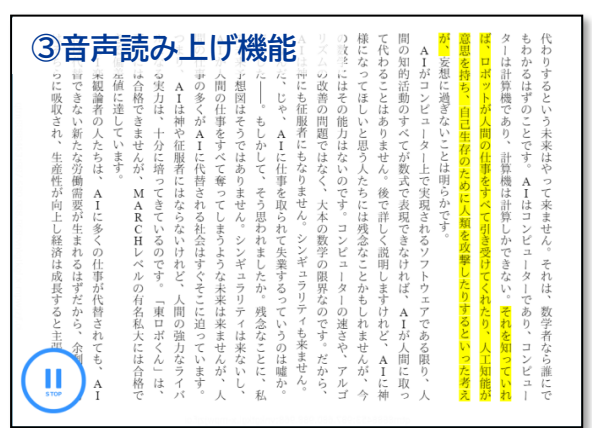 ③音声読み上げ機能
代わりするという未来はやって来ません。それは、数学者なら誰にで
もわかるはずのことです。AIはコンピューターであり、コンピュー
ターは計算機であり、計算機は計算しかできない。それを知っていれ
ば、ロボットが人間の仕事をすべて引き受けてくれたり、人工知能が
意思を持ち、自己生存のために人類を攻撃したりするといった考え
が、妄想に過ぎないことは明らかです。
AIがコンピューター上で実現されるソフトウェアである限り、人
間の知的活動のすべてが数式で表現できなければ、AIが人間に取っ
て代わることはありません。後で詳しく説明しますけれど、AIに神
様になってほしいと思う人たちには残念なことかもしれませんが、今
の数学にはその能力はないのです。コンピューターの速さや、アルゴ
リズムの改善の問題ではなく、大本の数学の限界なのです。だから、
AIは神にも征服者にもなりません。シンギュラリティも来ません。
だ、じゃ、AIに仕事を取られて失業するっていうのは嘘か。
た――。もしかして、そう思われましたか。残念なことに、私
予想図はそうではありません。シンギュラリティは来ないし、
人間の仕事をすべて奪ってしまうような未来は来ませんが、人
事の多くがAIに代替される社会はすぐそこに迫っています。
AIは神や征服者にはならないけれど、人間の強力なライバ
る実力は、十分に培ってきているのです。「東ロボくん」は、
は合格できませんが、MARCHレベルの有名私大には合格で
差値に達しています。
楽観論者の人たちは、AIに多くの仕事が代替されても、AI
できない新たな労働需要が生まれるはずだから、余剰
ちに吸収され、生産性が向上し経済は成長すると主張
STOP